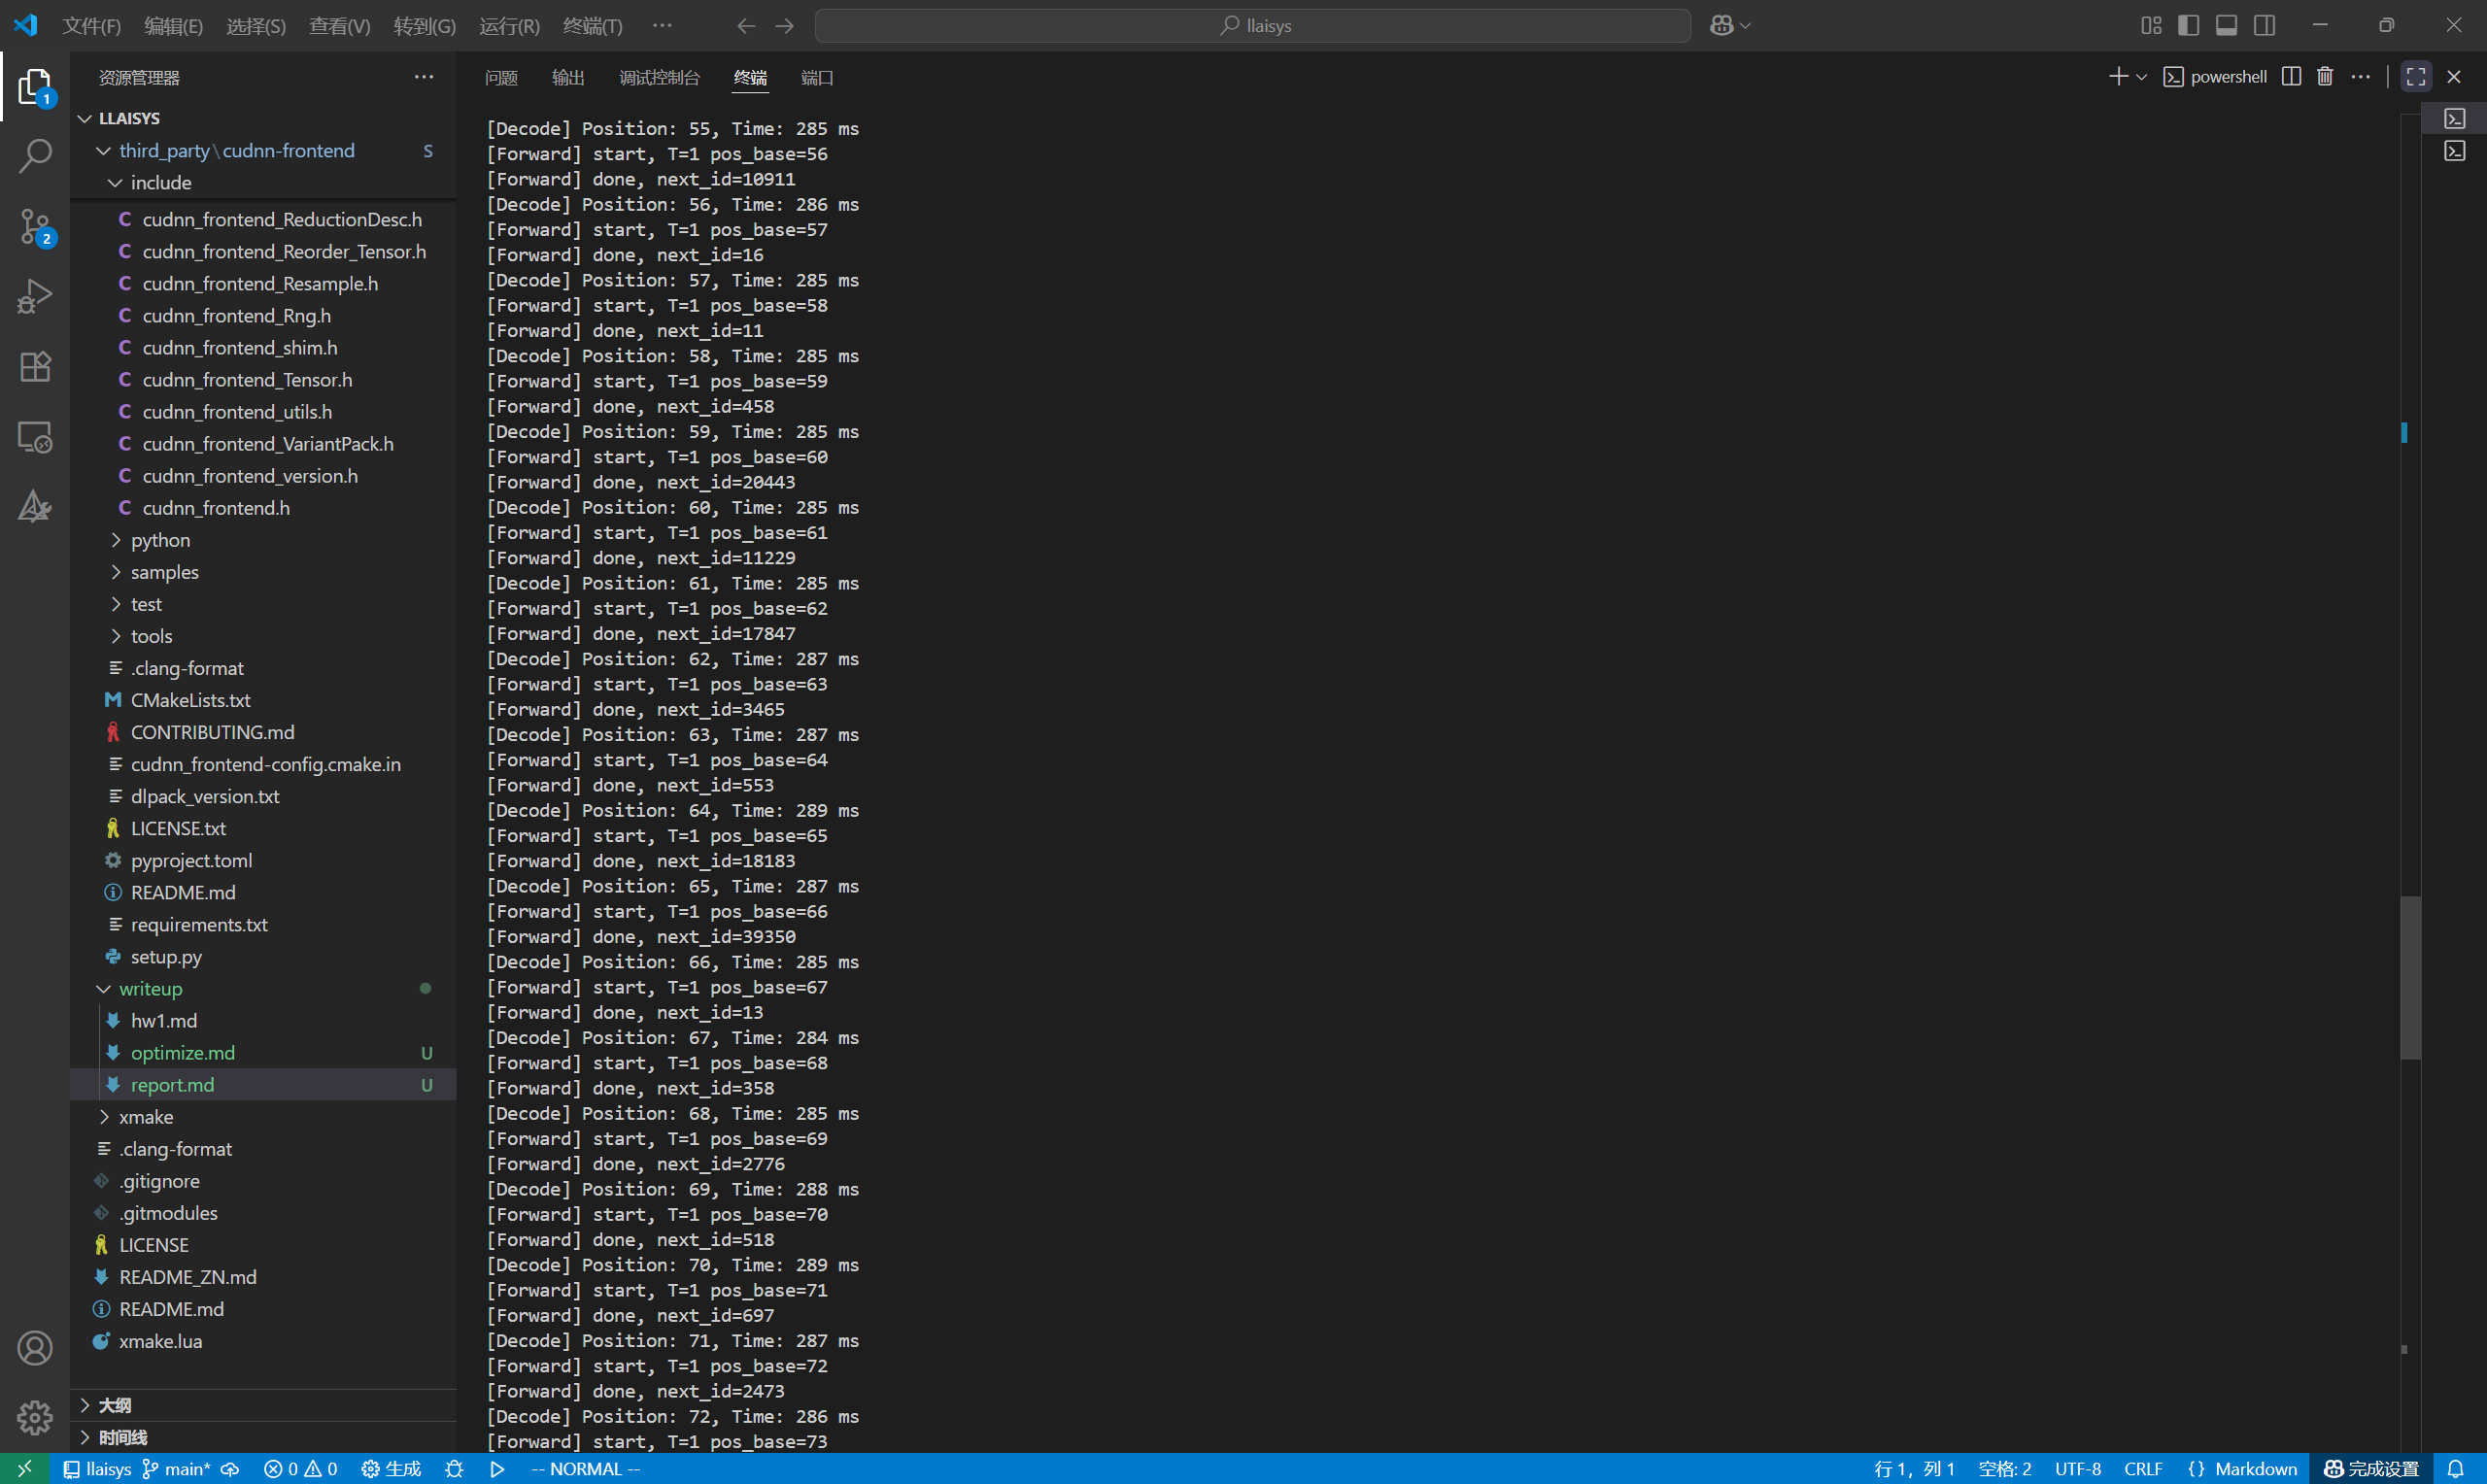 文件(F) 编辑(E) 选择(S) 查看(V) 转到(G) 运行(R) 终端(T) ··· llaisys
资源管理器 ···
LLAISYS
third_party\cudnn-frontend S
include
C cudnn_frontend_ReductionDesc.h
C cudnn_frontend_Reorder_Tensor.h
C cudnn_frontend_Resample.h
C cudnn_frontend_Rng.h
C cudnn_frontend_shim.h
C cudnn_frontend_Tensor.h
C cudnn_frontend_utils.h
C cudnn_frontend_VariantPack.h
C cudnn_frontend_version.h
C cudnn_frontend.h
python
samples
test
tools
.clang-format
CMakeLists.txt
CONTRIBUTING.md
cudnn_frontend-config.cmake.in
dlpack_version.txt
LICENSE.txt
pyproject.toml
README.md
requirements.txt
setup.py
writeup
hw1.md
optimize.md U
report.md U
xmake
.clang-format
.gitignore
.gitmodules
LICENSE
README_ZN.md
README.md
xmake.lua
大纲
时间线
1
2
问题 输出 调试控制台 终端 端口 powershell ···
[Decode] Position: 55, Time: 285 ms
[Forward] start, T=1 pos_base=56
[Forward] done, next_id=10911
[Decode] Position: 56, Time: 286 ms
[Forward] start, T=1 pos_base=57
[Forward] done, next_id=16
[Decode] Position: 57, Time: 285 ms
[Forward] start, T=1 pos_base=58
[Forward] done, next_id=11
[Decode] Position: 58, Time: 285 ms
[Forward] start, T=1 pos_base=59
[Forward] done, next_id=458
[Decode] Position: 59, Time: 285 ms
[Forward] start, T=1 pos_base=60
[Forward] done, next_id=20443
[Decode] Position: 60, Time: 285 ms
[Forward] start, T=1 pos_base=61
[Forward] done, next_id=11229
[Decode] Position: 61, Time: 285 ms
[Forward] start, T=1 pos_base=62
[Forward] done, next_id=17847
[Decode] Position: 62, Time: 287 ms
[Forward] start, T=1 pos_base=63
[Forward] done, next_id=3465
[Decode] Position: 63, Time: 287 ms
[Forward] start, T=1 pos_base=64
[Forward] done, next_id=553
[Decode] Position: 64, Time: 289 ms
[Forward] start, T=1 pos_base=65
[Forward] done, next_id=18183
[Decode] Position: 65, Time: 287 ms
[Forward] start, T=1 pos_base=66
[Forward] done, next_id=39350
[Decode] Position: 66, Time: 285 ms
[Forward] start, T=1 pos_base=67
[Forward] done, next_id=13
[Decode] Position: 67, Time: 284 ms
[Forward] start, T=1 pos_base=68
[Forward] done, next_id=358
[Decode] Position: 68, Time: 285 ms
[Forward] start, T=1 pos_base=69
[Forward] done, next_id=2776
[Decode] Position: 69, Time: 288 ms
[Forward] start, T=1 pos_base=70
[Forward] done, next_id=518
[Decode] Position: 70, Time: 289 ms
[Forward] start, T=1 pos_base=71
[Forward] done, next_id=697
[Decode] Position: 71, Time: 287 ms
[Forward] start, T=1 pos_base=72
[Forward] done, next_id=2473
[Decode] Position: 72, Time: 286 ms
[Forward] start, T=1 pos_base=73
llaisys main* 0 0 生成 -- NORMAL -- 行 1，列 1 空格: 2 UTF-8 CRLF {} Markdown 完成设置